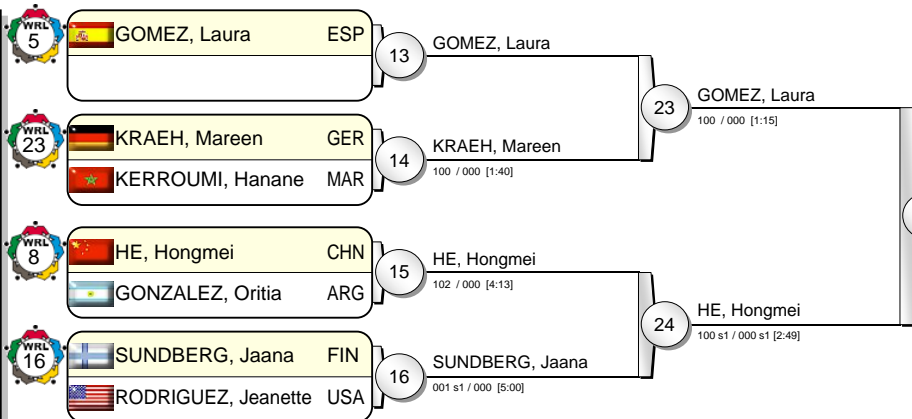 WRL
5
GOMEZ, Laura ESP
13
GOMEZ, Laura
23
GOMEZ, Laura
100 / 000 [1:15]
WRL
23
KRAEH, Mareen GER
KERROUMI, Hanane MAR
14
KRAEH, Mareen
100 / 000 [1:40]
WRL
8
HE, Hongmei CHN
GONZALEZ, Oritia ARG
15
HE, Hongmei
102 / 000 [4:13]
24
HE, Hongmei
100 s1 / 000 s1 [2:49]
WRL
16
SUNDBERG, Jaana FIN
RODRIGUEZ, Jeanette USA
16
SUNDBERG, Jaana
001 s1 / 000 [5:00]